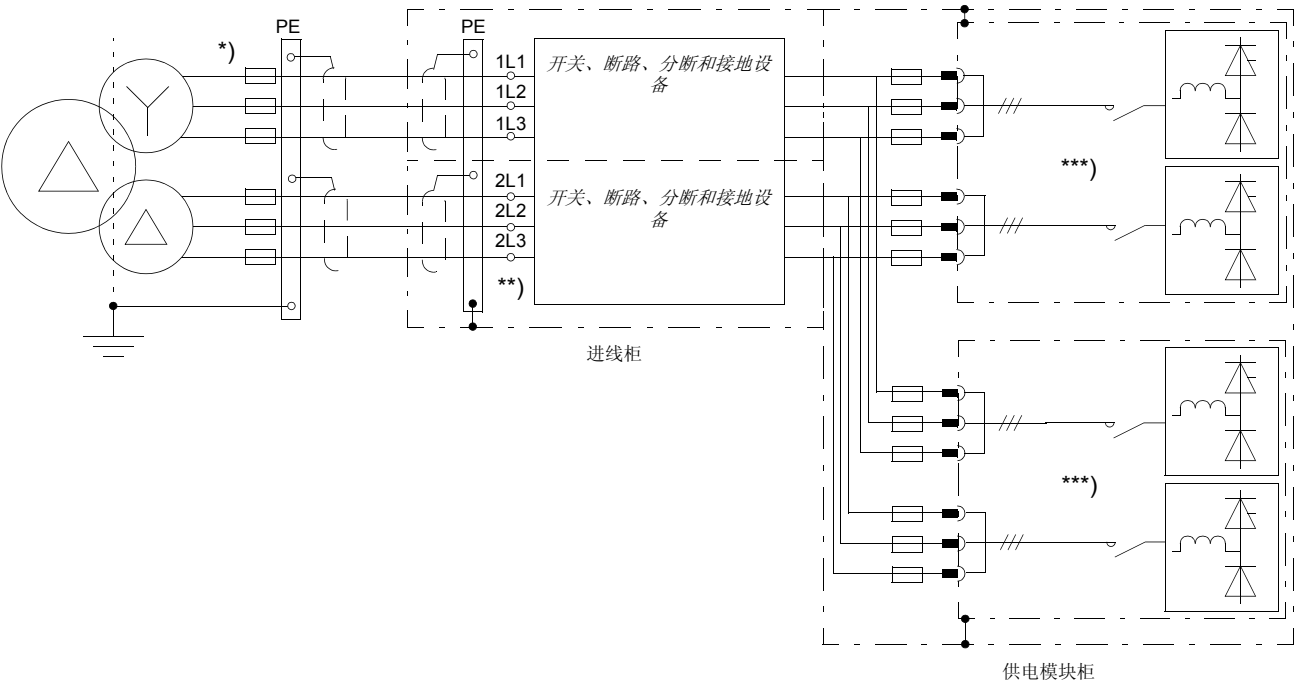 PE
PE
*)
1L1
1L2
1L3
开关、断路、分断和接地设
备
2L1
2L2
2L3
开关、断路、分断和接地设
备
**)
进线柜
***)
***)
供电模块柜